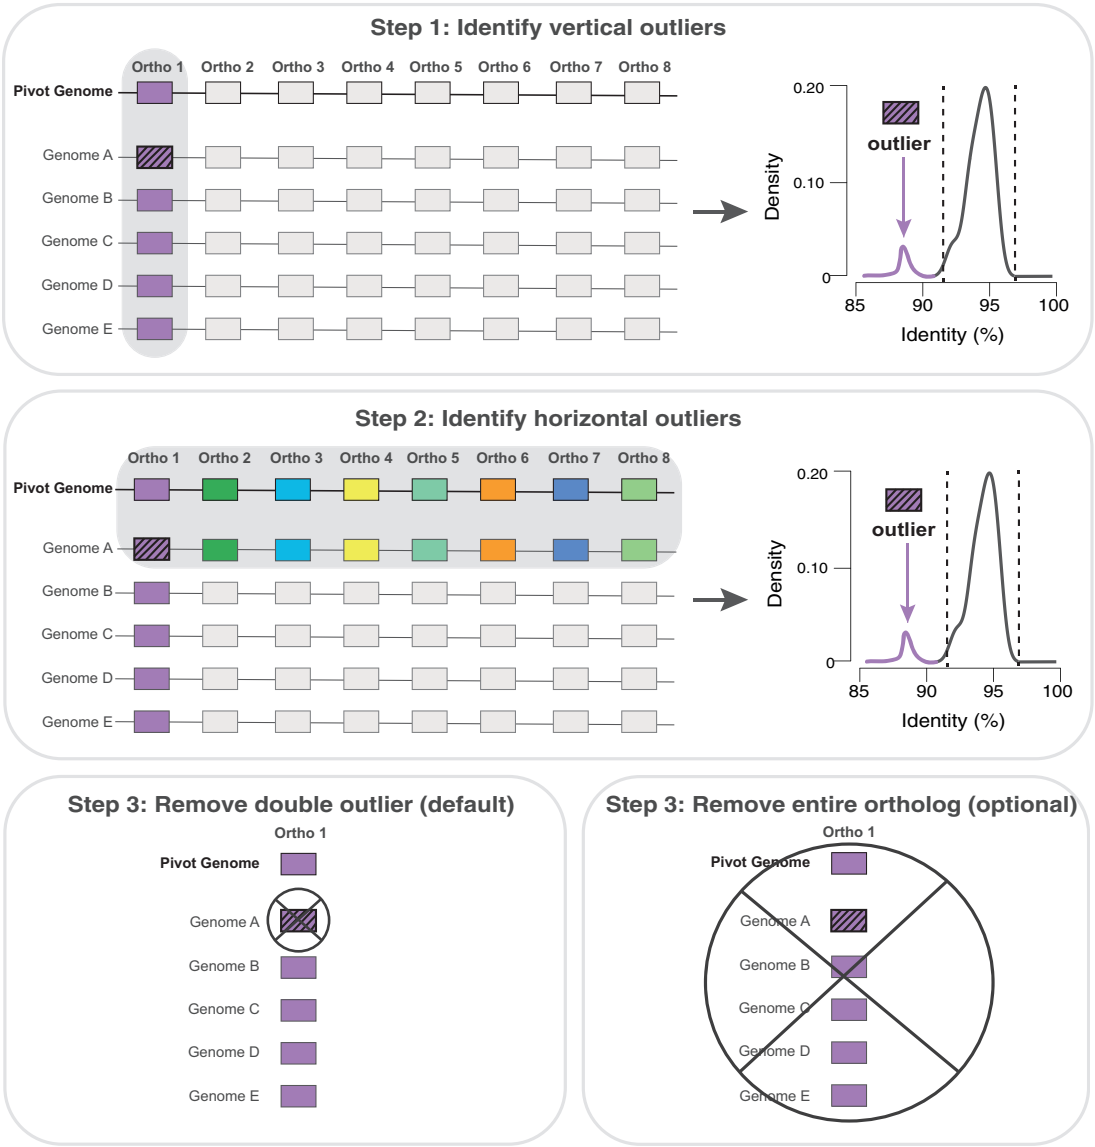 Step 1: Identify vertical outliers
Ortho 1 Ortho 2 Ortho 3 Ortho 4 Ortho 5 Ortho 6 Ortho 7 Ortho 8
Pivot Genome
Genome A
Genome B
Genome C
Genome D
Genome E
0.20
outlier
Density
0.10
0
85 90 95 100
Identity (%)
Step 2: Identify horizontal outliers
Ortho 1 Ortho 2 Ortho 3 Ortho 4 Ortho 5 Ortho 6 Ortho 7 Ortho 8
Pivot Genome
Genome A
Genome B
Genome C
Genome D
Genome E
0.20
outlier
Density
0.10
0
85 90 95 100
Identity (%)
Step 3: Remove double outlier (default)
Ortho 1
Pivot Genome
Genome A
Genome B
Genome C
Genome D
Genome E
Step 3: Remove entire ortholog (optional)
Ortho 1
Pivot Genome
Genome A
Genome B
Genome C
Genome D
Genome E